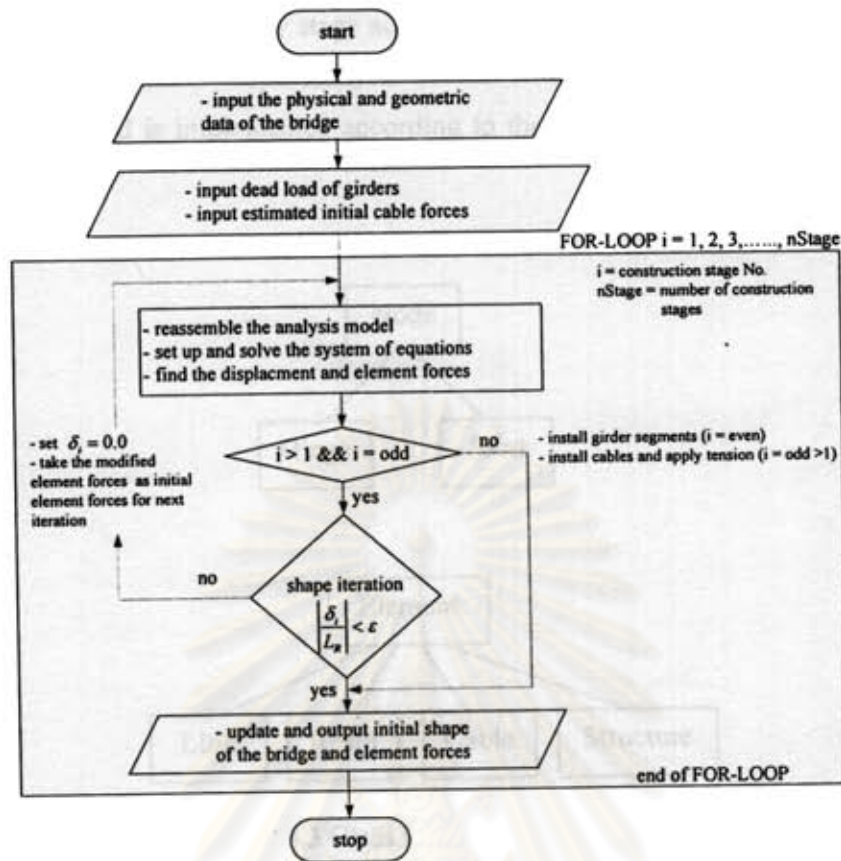 start
- input the physical and geometric
data of the bridge
- input dead load of girders
- input estimated initial cable forces
FOR-LOOP i = 1, 2, 3,......, nStage
i = construction stage No.
nStage = number of construction
stages
- reassemble the analysis model
- set up and solve the system of equations
- find the displacment and element forces
- set δᵢ = 0,0
- take the modified
element forces as initial
element forces for next
iteration
i > 1 && i = odd
no
- install girder segments (i = even)
- install cables and apply tension (i = odd >1)
yes
no
shape iteration
|δᵢ / L_R| < ε
yes
- update and output initial shape
of the bridge and element forces
end of FOR-LOOP
stop